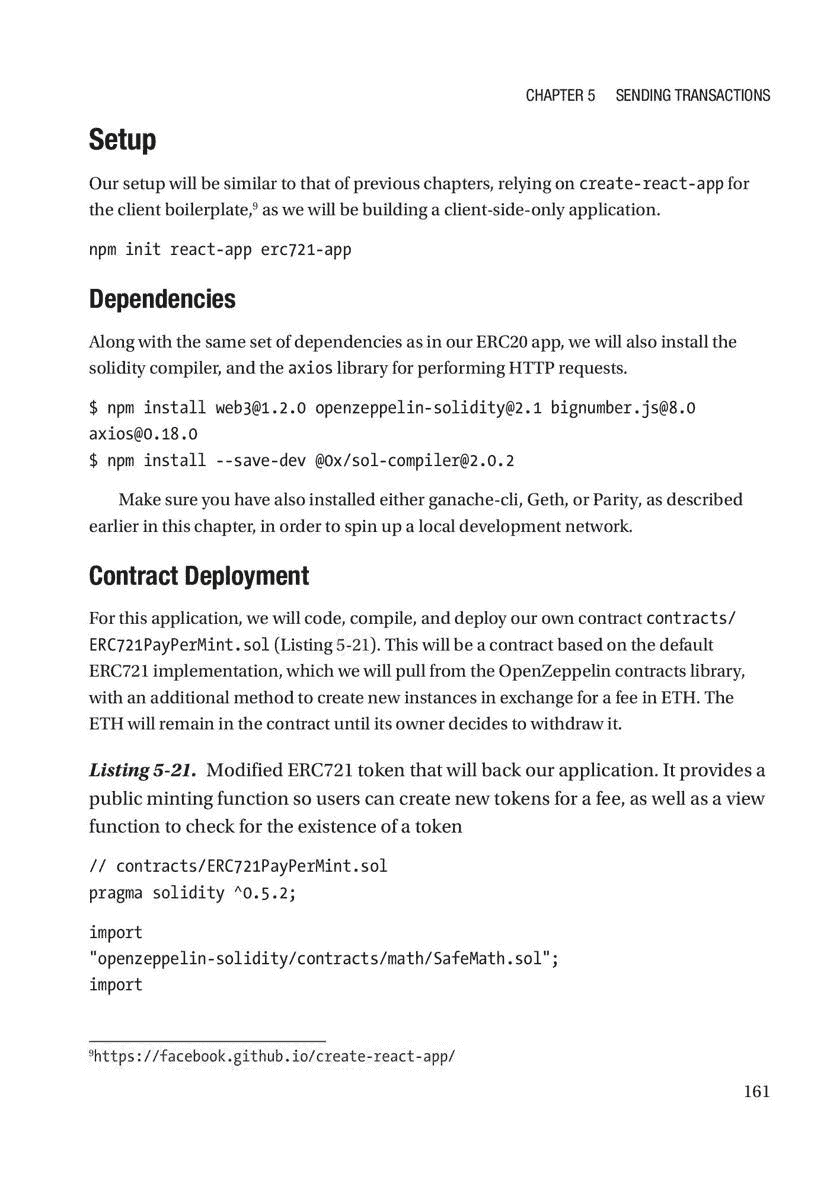 CHAPTER 5 SENDING TRANSACTIONS
Setup
Our setup will be similar to that of previous chapters, relying on create-react-app for
the client boilerplate,⁹ as we will be building a client-side-only application.
npm init react-app erc721-app
Dependencies
Along with the same set of dependencies as in our ERC20 app, we will also install the
solidity compiler, and the axios library for performing HTTP requests.
$ npm install web3@1.2.0 openzeppelin-solidity@2.1 bignumber.js@8.0
axios@0.18.0
$ npm install --save-dev @0x/sol-compiler@2.0.2
Make sure you have also installed either ganache-cli, Geth, or Parity, as described
earlier in this chapter, in order to spin up a local development network.
Contract Deployment
For this application, we will code, compile, and deploy our own contract contracts/
ERC721PayPerMint.sol (Listing 5-21). This will be a contract based on the default
ERC721 implementation, which we will pull from the OpenZeppelin contracts library,
with an additional method to create new instances in exchange for a fee in ETH. The
ETH will remain in the contract until its owner decides to withdraw it.
Listing 5-21. Modified ERC721 token that will back our application. It provides a
public minting function so users can create new tokens for a fee, as well as a view
function to check for the existence of a token
// contracts/ERC721PayPerMint.sol
pragma solidity ^0.5.2;
import
"openzeppelin-solidity/contracts/math/SafeMath.sol";
import
⁹https://facebook.github.io/create-react-app/
161